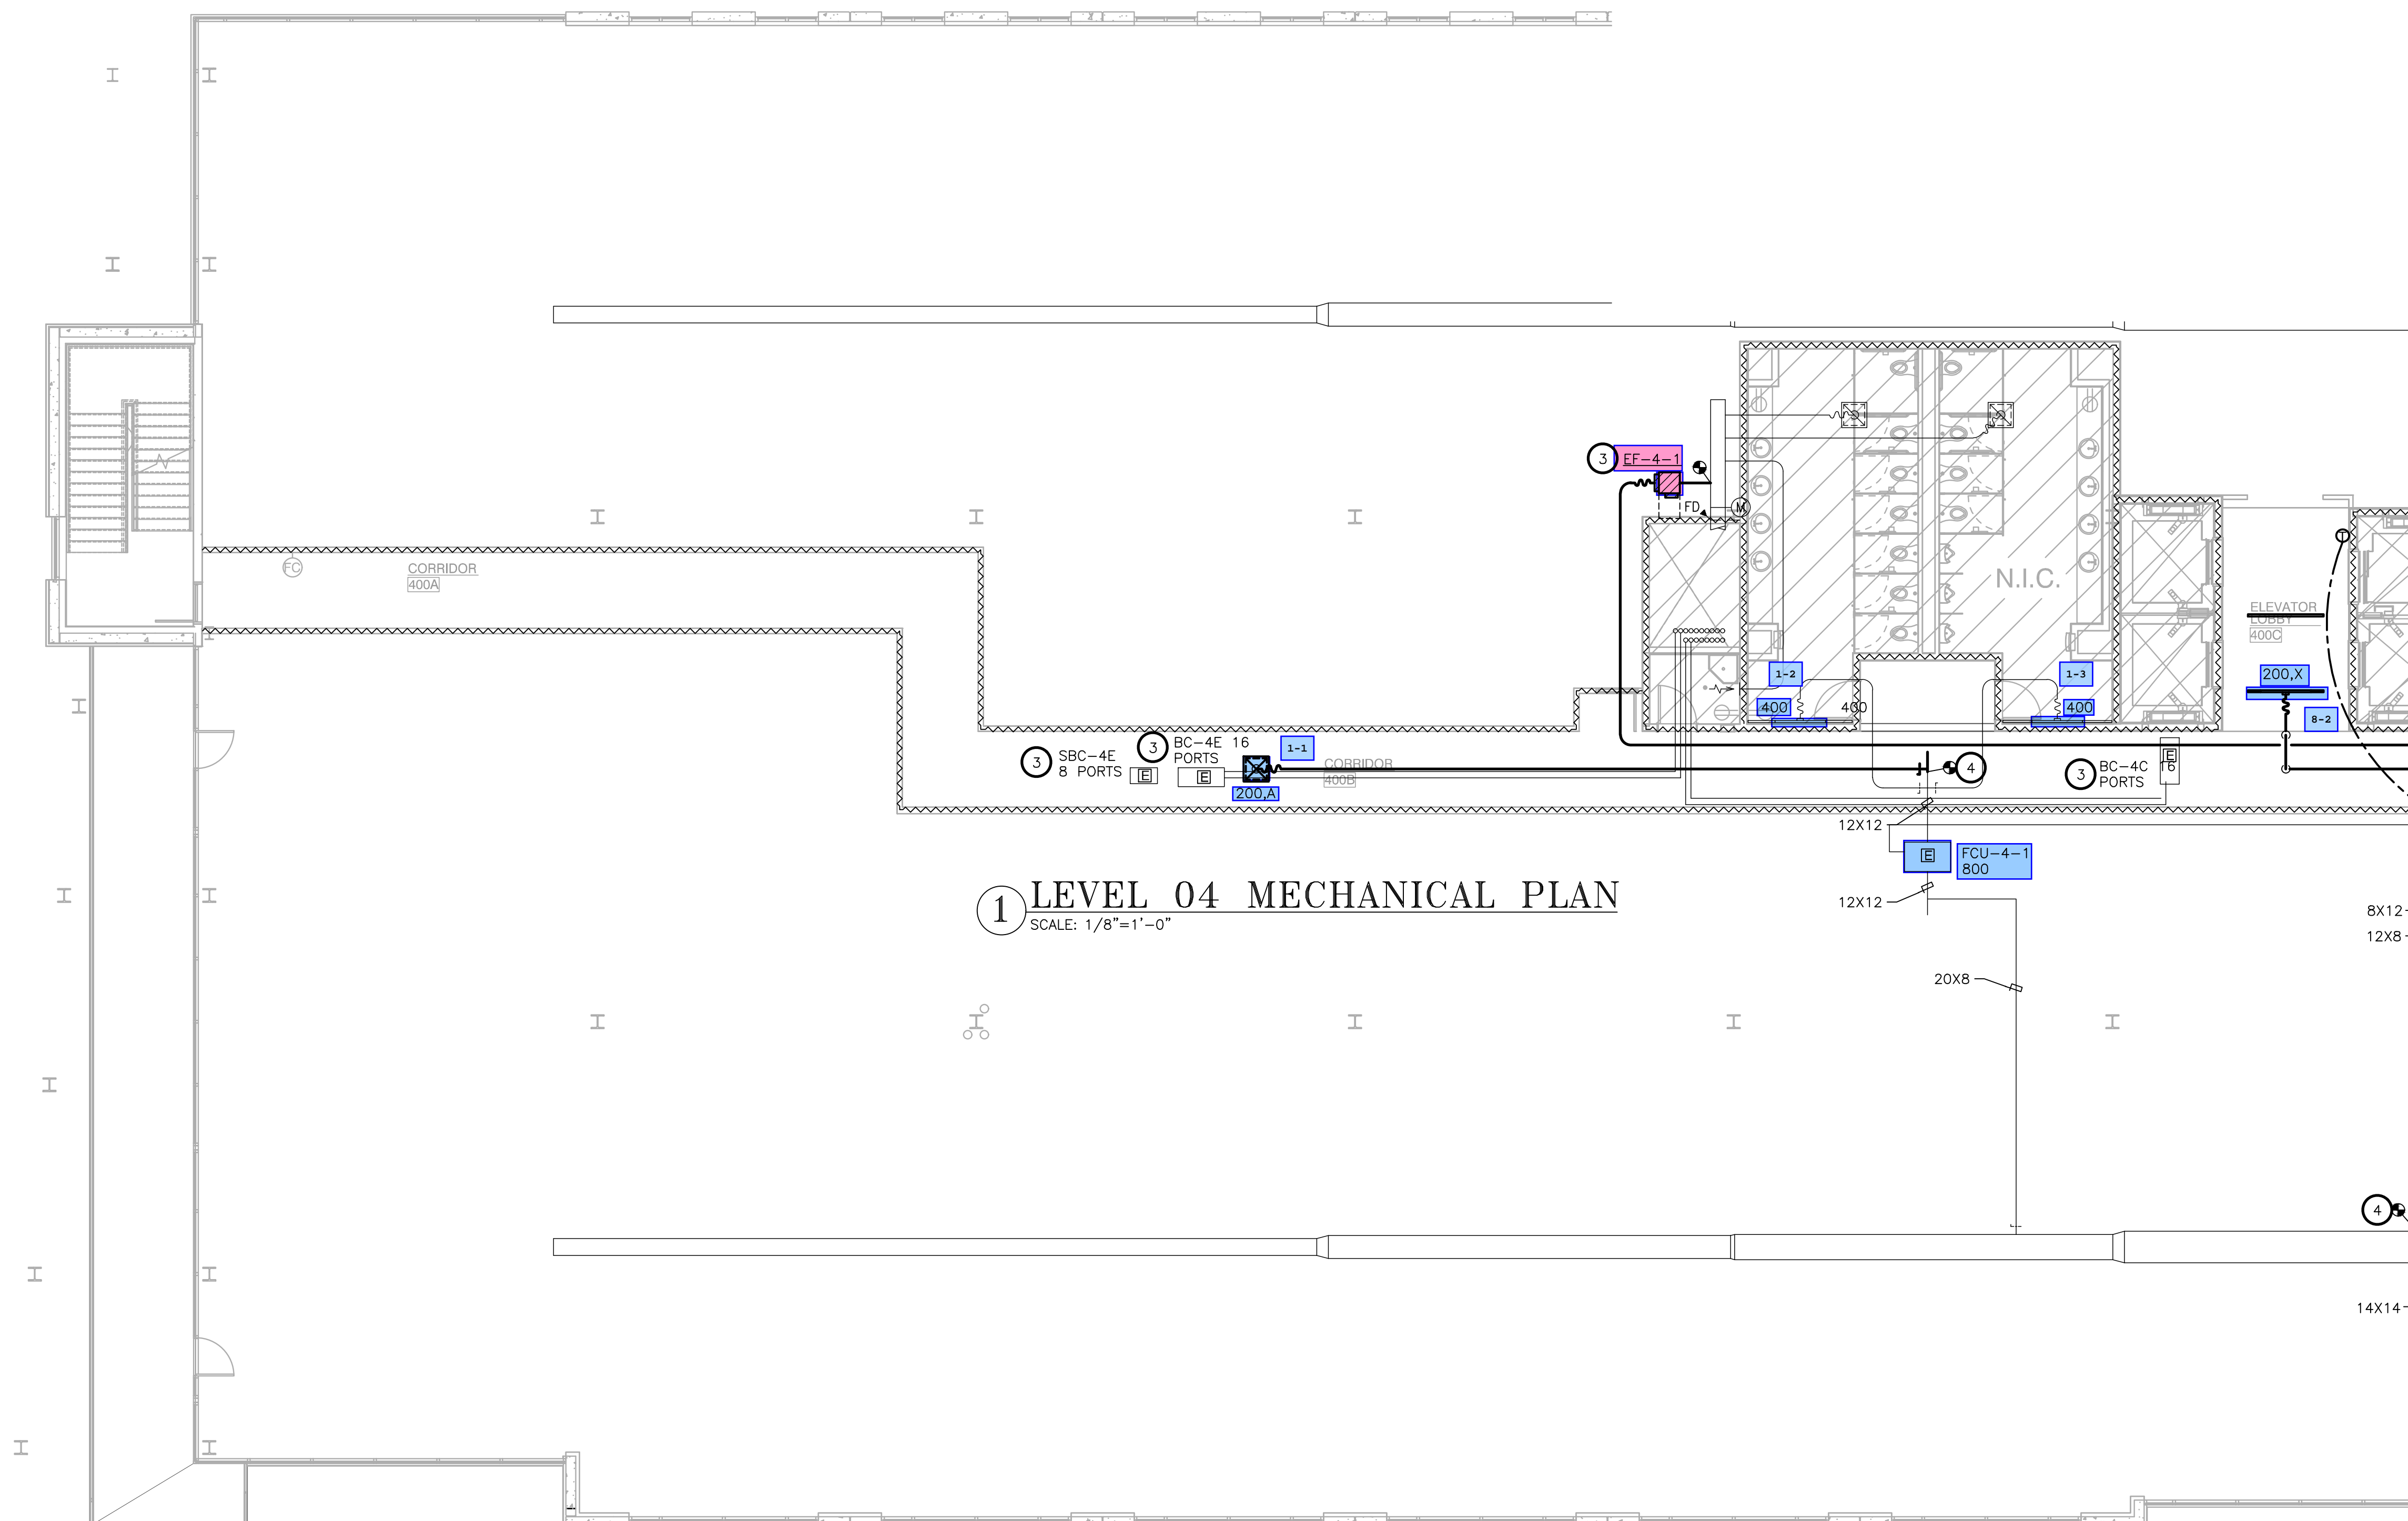 3 EF-4-1
FD
M
FC
CORRIDOR
400A
N.I.C.
T
ELEVATOR
LOBBY
400C
1-2
1-3
200,X
400
400
400
8-2
3 SBC-4E
8 PORTS
E
3 BC-4E 16
PORTS
E
1-1
200,A
CORRIDOR
400B
4
3 BC-4C 16
PORTS
E
12X12
E
FCU-4-1
800
12X12
1 LEVEL 04 MECHANICAL PLAN
SCALE: 1/8"=1'-0"
8X12
12X8
20X8
4
14X14